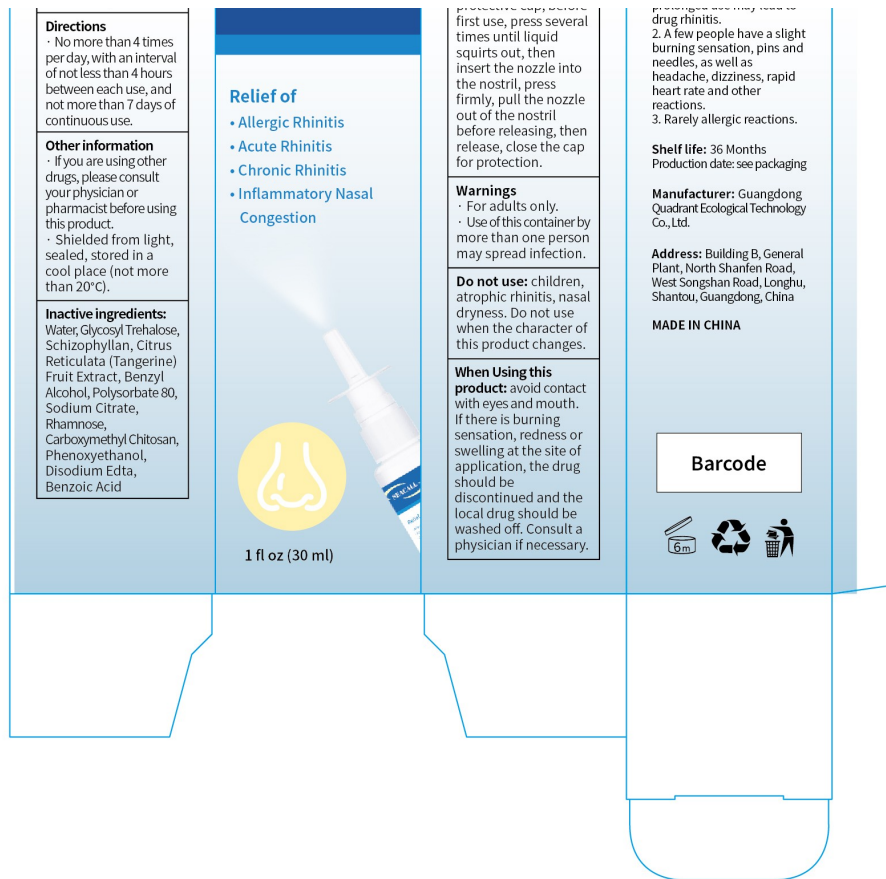 Directions
· No more than 4 times
per day, with an interval
of not less than 4 hours
between each use, and
not more than 7 days of
continuous use.
Other information
· If you are using other
drugs, please consult
your physician or
pharmacist before using
this product.
· Shielded from light,
sealed, stored in a
cool place (not more
than 20°C).
Inactive ingredients:
Water, Glycosyl Trehalose,
Schizophyllan, Citrus
Reticulata (Tangerine)
Fruit Extract, Benzyl
Alcohol, Polysorbate 80,
Sodium Citrate,
Rhamnose,
Carboxymethyl Chitosan,
Phenoxyethanol,
Disodium Edta,
Benzoic Acid
Relief of
• Allergic Rhinitis
• Acute Rhinitis
• Chronic Rhinitis
• Inflammatory Nasal
Congestion
SEACALL
1 fl oz (30 ml)
protective cap, before
first use, press several
times until liquid
squirts out, then
insert the nozzle into
the nostril, press
firmly, pull the nozzle
out of the nostril
before releasing, then
release, close the cap
for protection.
Warnings
· For adults only.
· Use of this container by
more than one person
may spread infection.
Do not use: children,
atrophic rhinitis, nasal
dryness. Do not use
when the character of
this product changes.
When Using this
product: avoid contact
with eyes and mouth.
If there is burning
sensation, redness or
swelling at the site of
application, the drug
should be
discontinued and the
local drug should be
washed off. Consult a
physician if necessary.
prolonged use may lead to
drug rhinitis.
2. A few people have a slight
burning sensation, pins and
needles, as well as
headache, dizziness, rapid
heart rate and other
reactions.
3. Rarely allergic reactions.
Shelf life: 36 Months
Production date: see packaging
Manufacturer: Guangdong
Quadrant Ecological Technology
Co., Ltd.
Address: Building B, General
Plant, North Shanfen Road,
West Songshan Road, Longhu,
Shantou, Guangdong, China
MADE IN CHINA
Barcode
6m